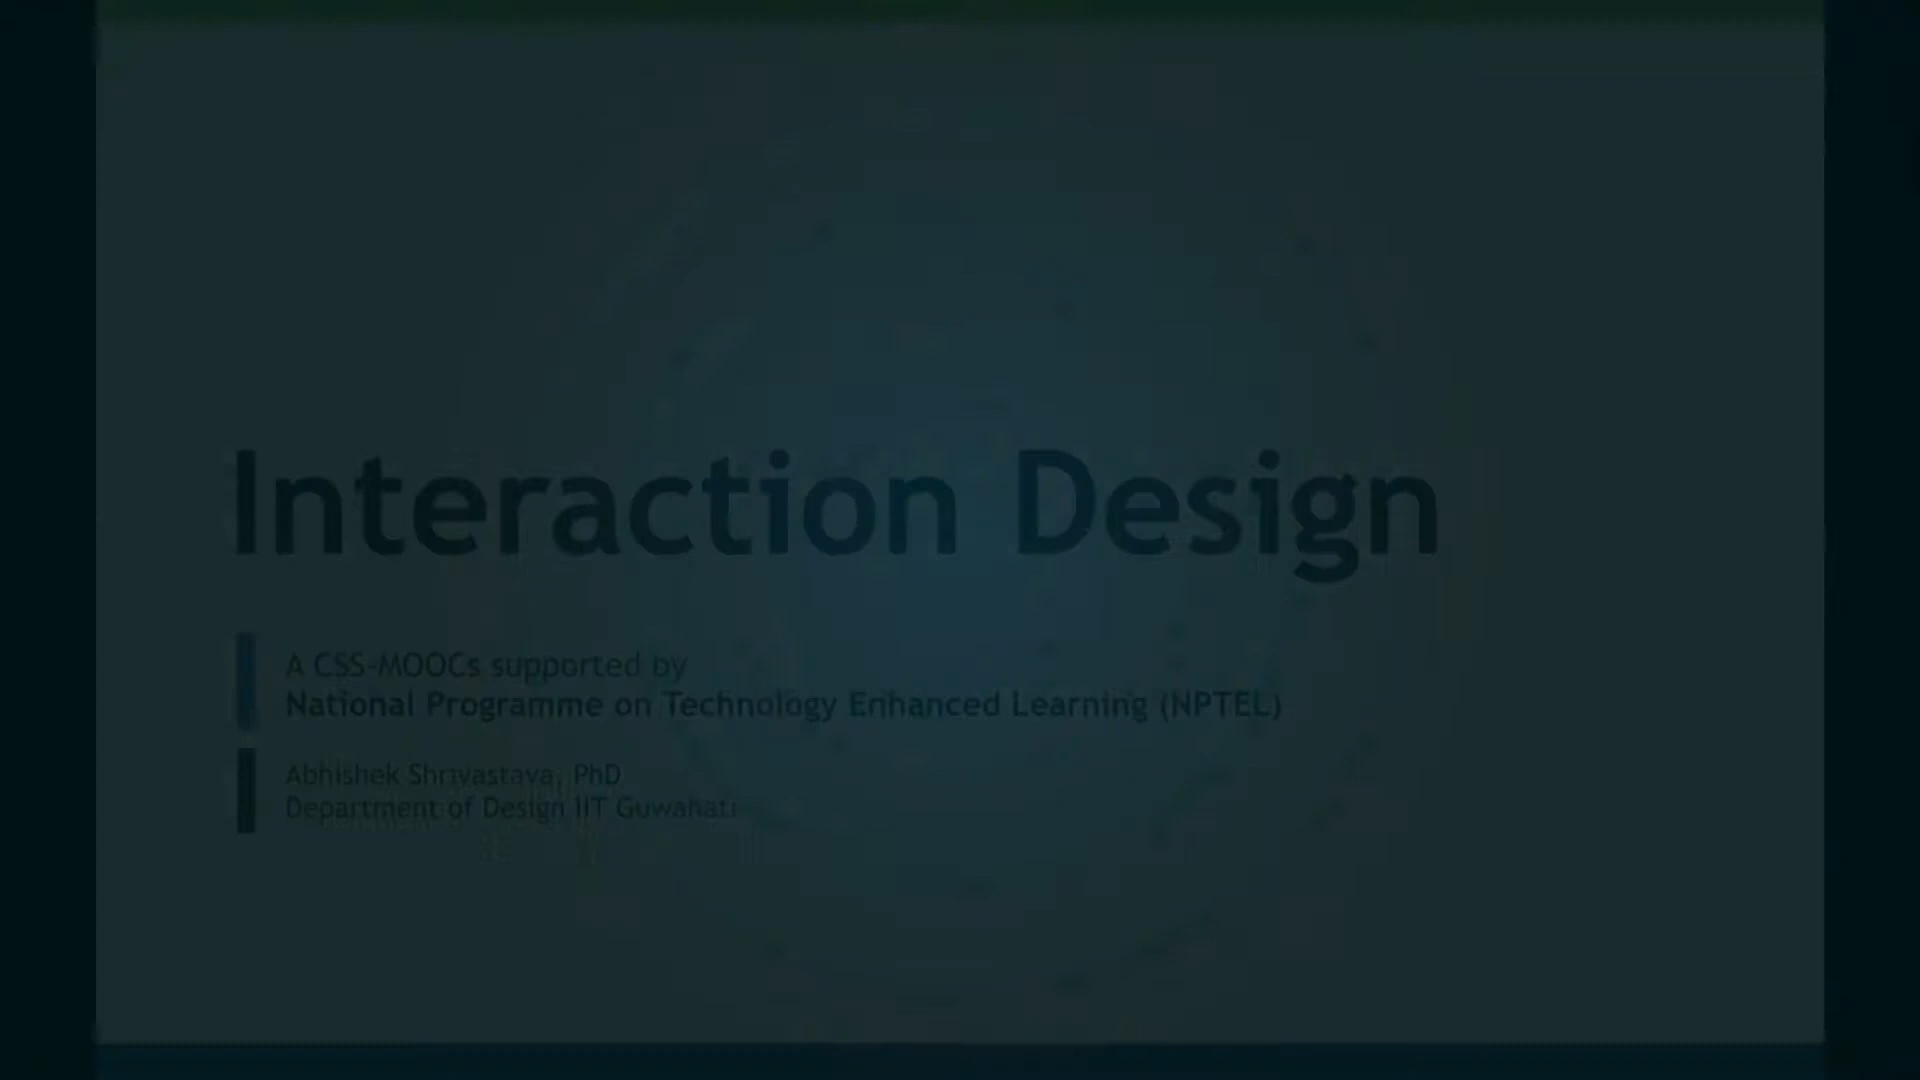 Interaction Design
A CSS-MOOCs supported by
National Programme on Technology Enhanced Learning (NPTEL)
Abhishek Shrivastava, PhD
Department of Design IIT Guwahati